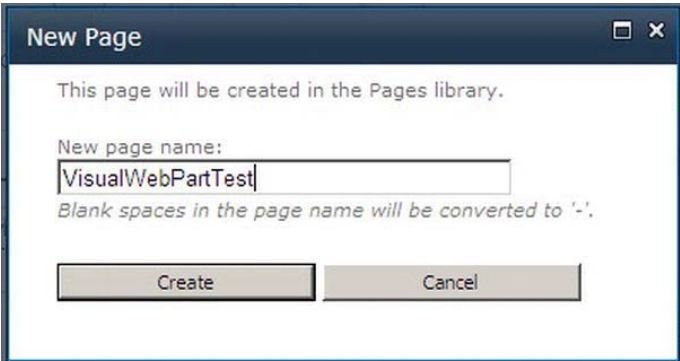 New Page
This page will be created in the Pages library.
New page name:
VisualWebPartTest
Blank spaces in the page name will be converted to '-'.
Create Cancel